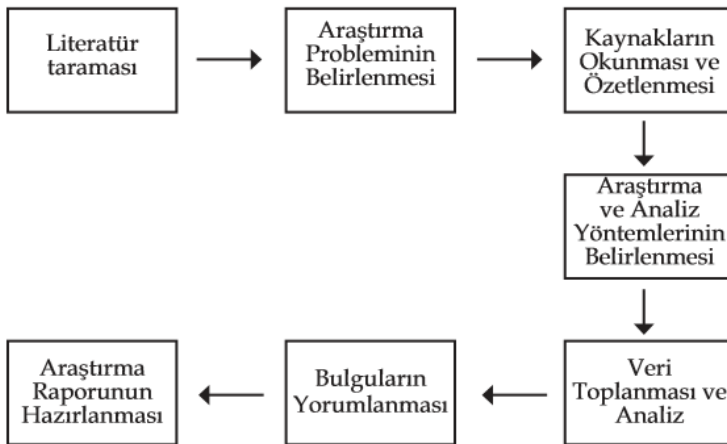 Literatür
taraması
Araştırma
Probleminin
Belirlenmesi
Kaynakların
Okunması ve
Özetlenmesi
Araştırma
ve Analiz
Yöntemlerinin
Belirlenmesi
Veri
Toplanması ve
Analiz
Bulguların
Yorumlanması
Araştırma
Raporunun
Hazırlanması